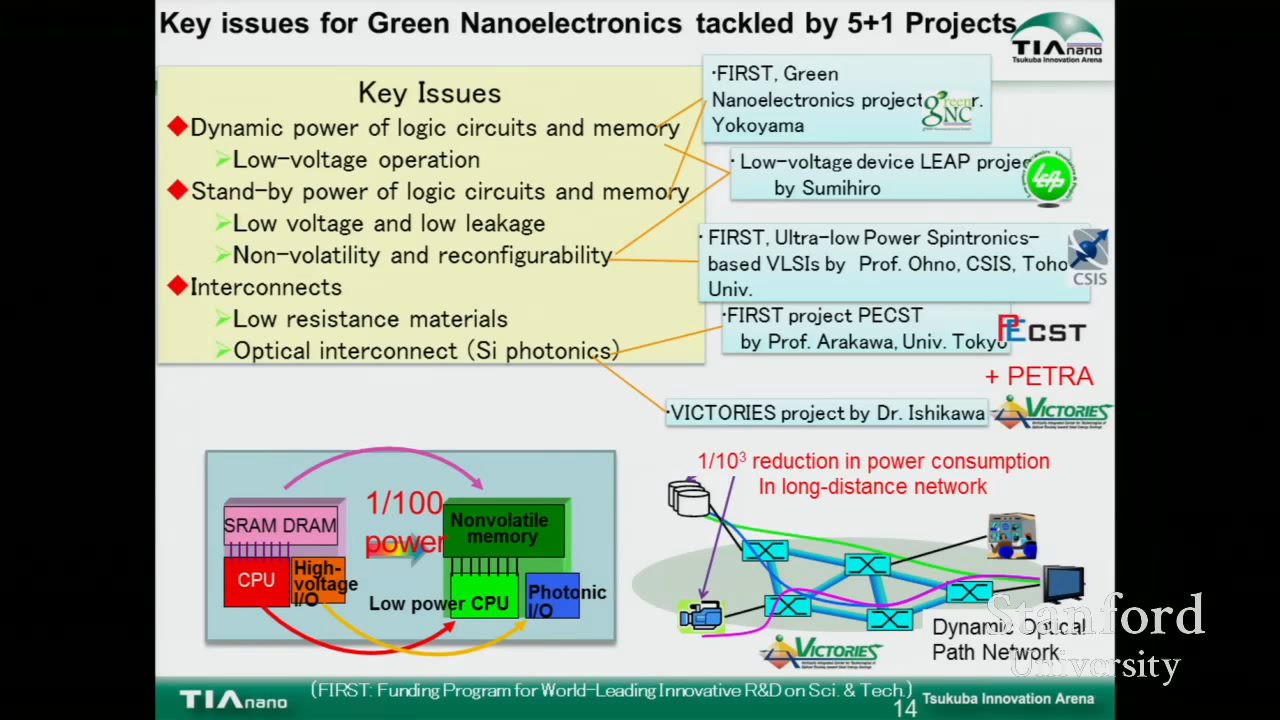 Key issues for Green Nanoelectronics tackled by 5+1 Projects
TIAnano
Tsukuba Innovation Arena
Key Issues
Dynamic power of logic circuits and memory
Low-voltage operation
Stand-by power of logic circuits and memory
Low voltage and low leakage
Non-volatility and reconfigurability
Interconnects
Low resistance materials
Optical interconnect (Si photonics)
・FIRST, Green
Nanoelectronics project r.
Yokoyama
green
GNC
・Low-voltage device LEAP projec
by Sumihiro
・FIRST, Ultra-low Power Spintronics-
based VLSIs by Prof. Ohno, CSIS, Toho
Univ.
CSIS
・FIRST project PECST
by Prof. Arakawa, Univ. Tokyo
PECST
+ PETRA
・VICTORIES project by Dr. Ishikawa
VICTORIES
SRAM DRAM
CPU
High-
voltage
I/O
1/100
power
Nonvolatile
memory
Low power CPU
Photonic
I/O
1/10³ reduction in power consumption
In long-distance network
Dynamic Optical
Path Network
VICTORIES
Stanford
University
TIAnano
(FIRST: Funding Program for World-Leading Innovative R&D on Sci. & Tech.)
14
Tsukuba Innovation Arena